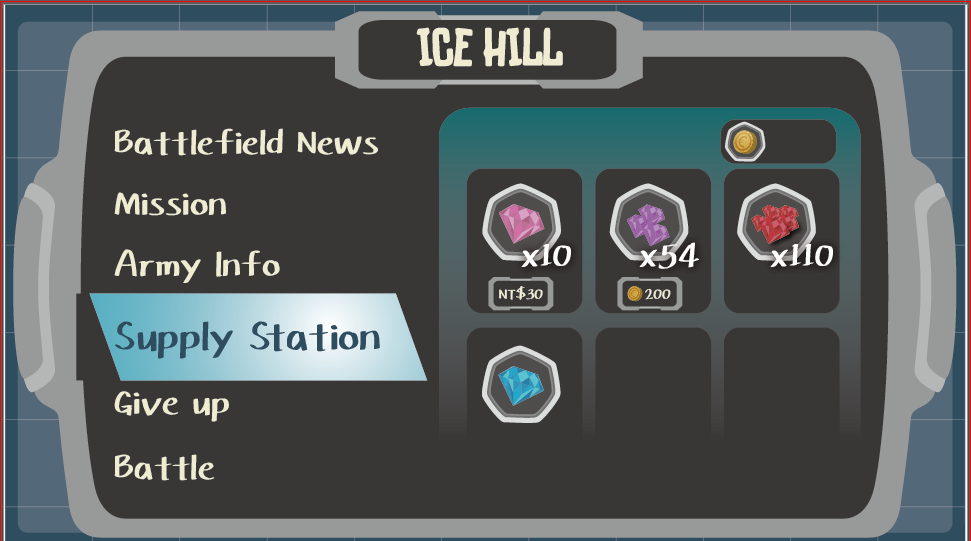 ICE HILL
Battlefield News
Mission
Army Info
Supply Station
Give up
Battle
x10
x54
x110
NT$30
200